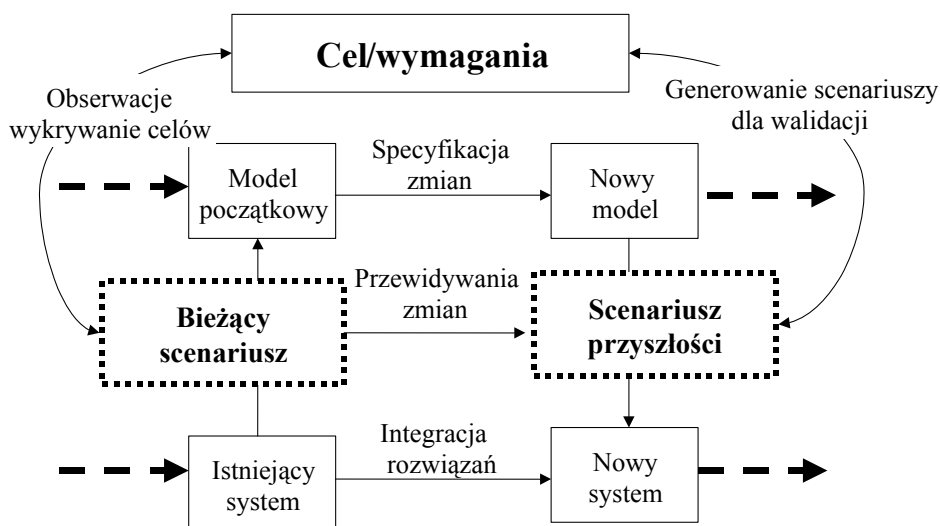 Cel/wymagania
Obserwacje
wykrywanie celów
Generowanie scenariuszy
dla walidacji
Model
początkowy
Specyfikacja
zmian
Nowy
model
Bieżący
scenariusz
Przewidywania
zmian
Scenariusz
przyszłości
Istniejący
system
Integracja
rozwiązań
Nowy
system